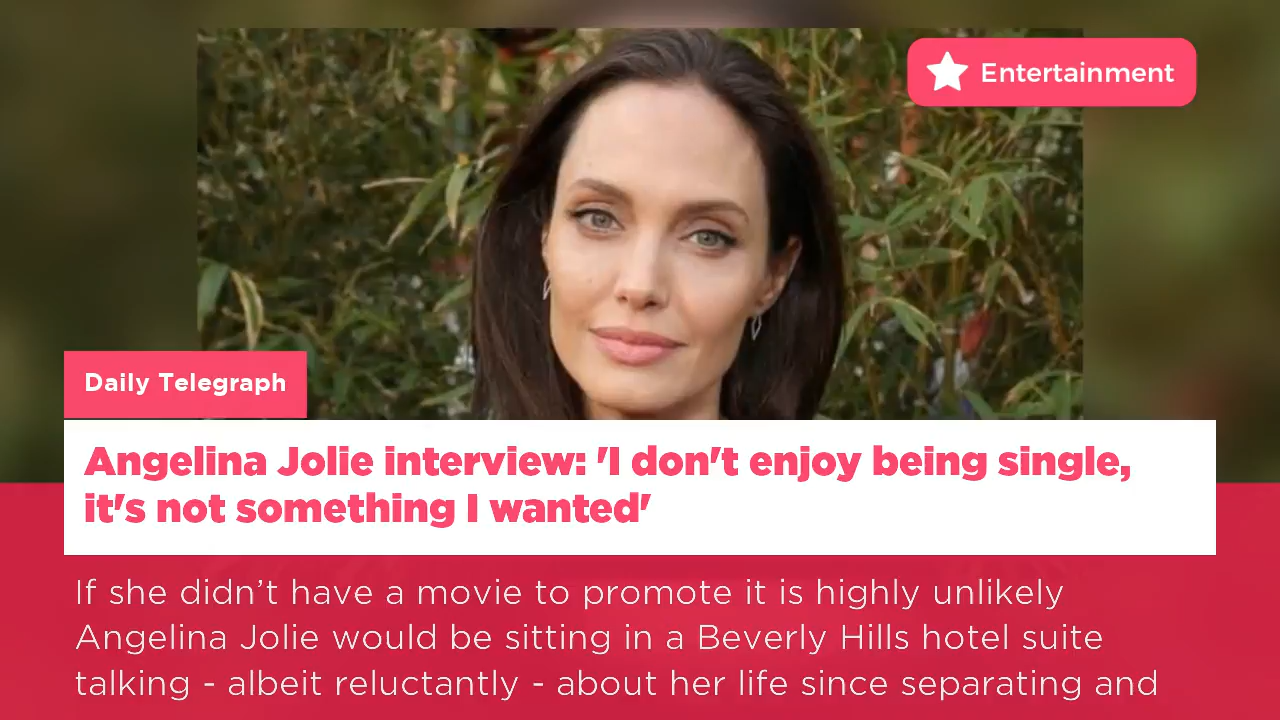 Entertainment
Daily Telegraph
Angelina Jolie interview: 'I don't enjoy being single,
it's not something I wanted'
If she didn’t have a movie to promote it is highly unlikely
Angelina Jolie would be sitting in a Beverly Hills hotel suite
talking - albeit reluctantly - about her life since separating and